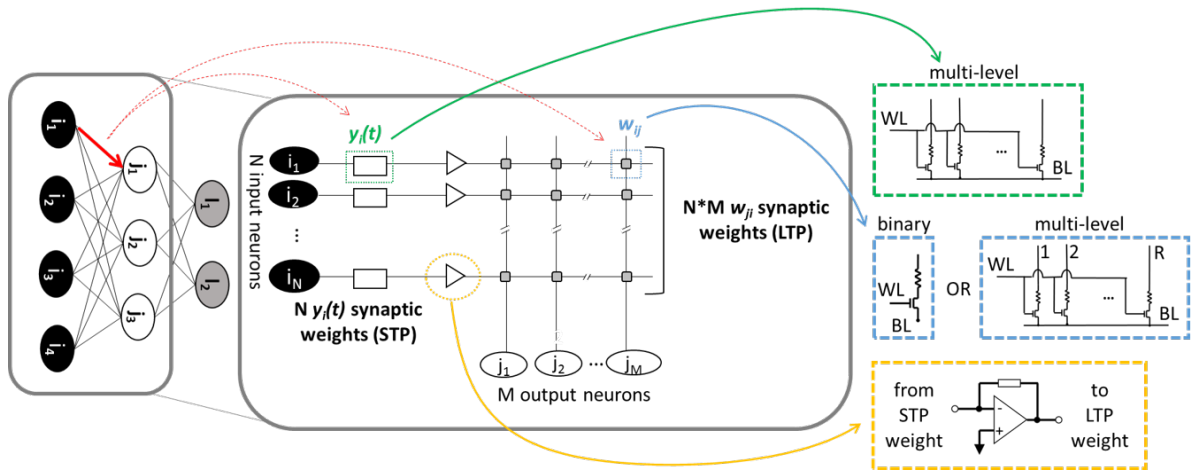 i1
i2
i3
i4
j1
j2
j3
l1
l2
N input neurons
i1
i2
...
iN
yi(t)
wij
N yi(t) synaptic
weights (STP)
N*M wji synaptic
weights (LTP)
j1
j2
...
jM
M output neurons
multi-level
WL
...
BL
binary
WL
BL
OR
multi-level
1
2
R
WL
...
BL
from
STP
weight
-
+
to
LTP
weight